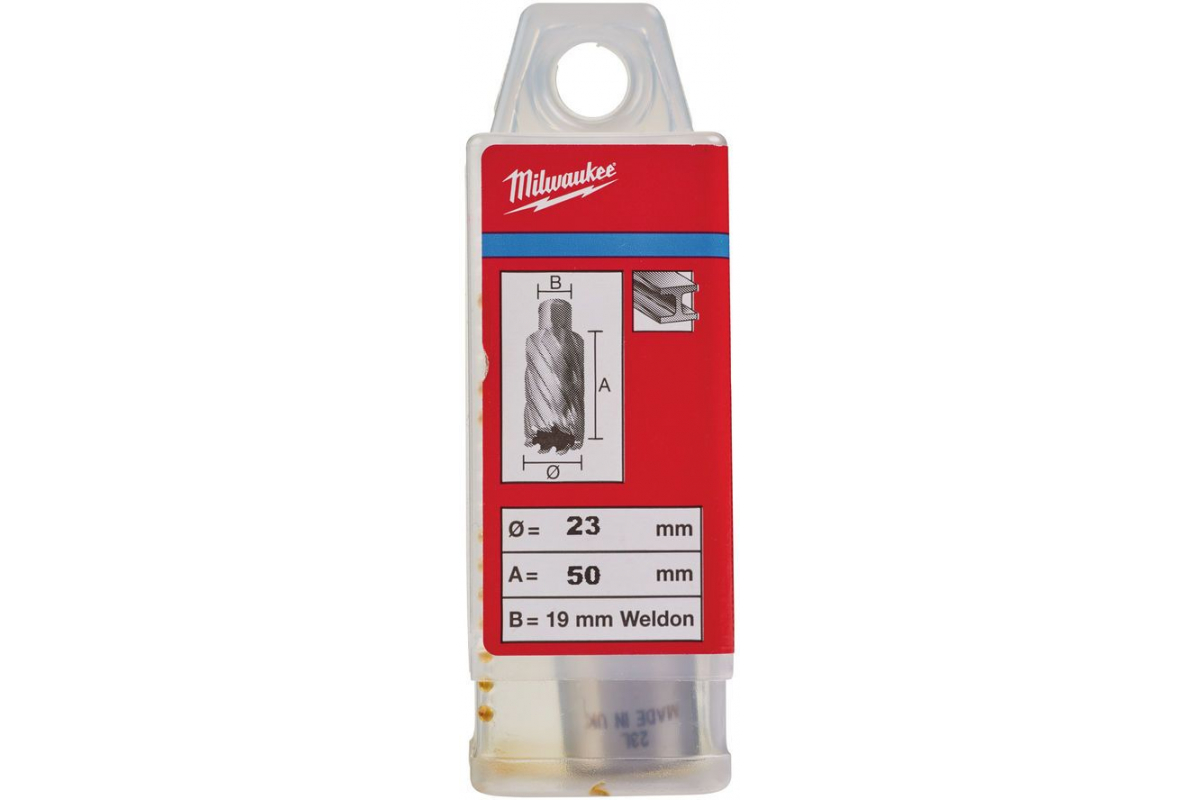 Milwaukee®
B
A
Ø
Ø= 23 mm
A= 50 mm
B= 19 mm Weldon
MADE IN UK
23L